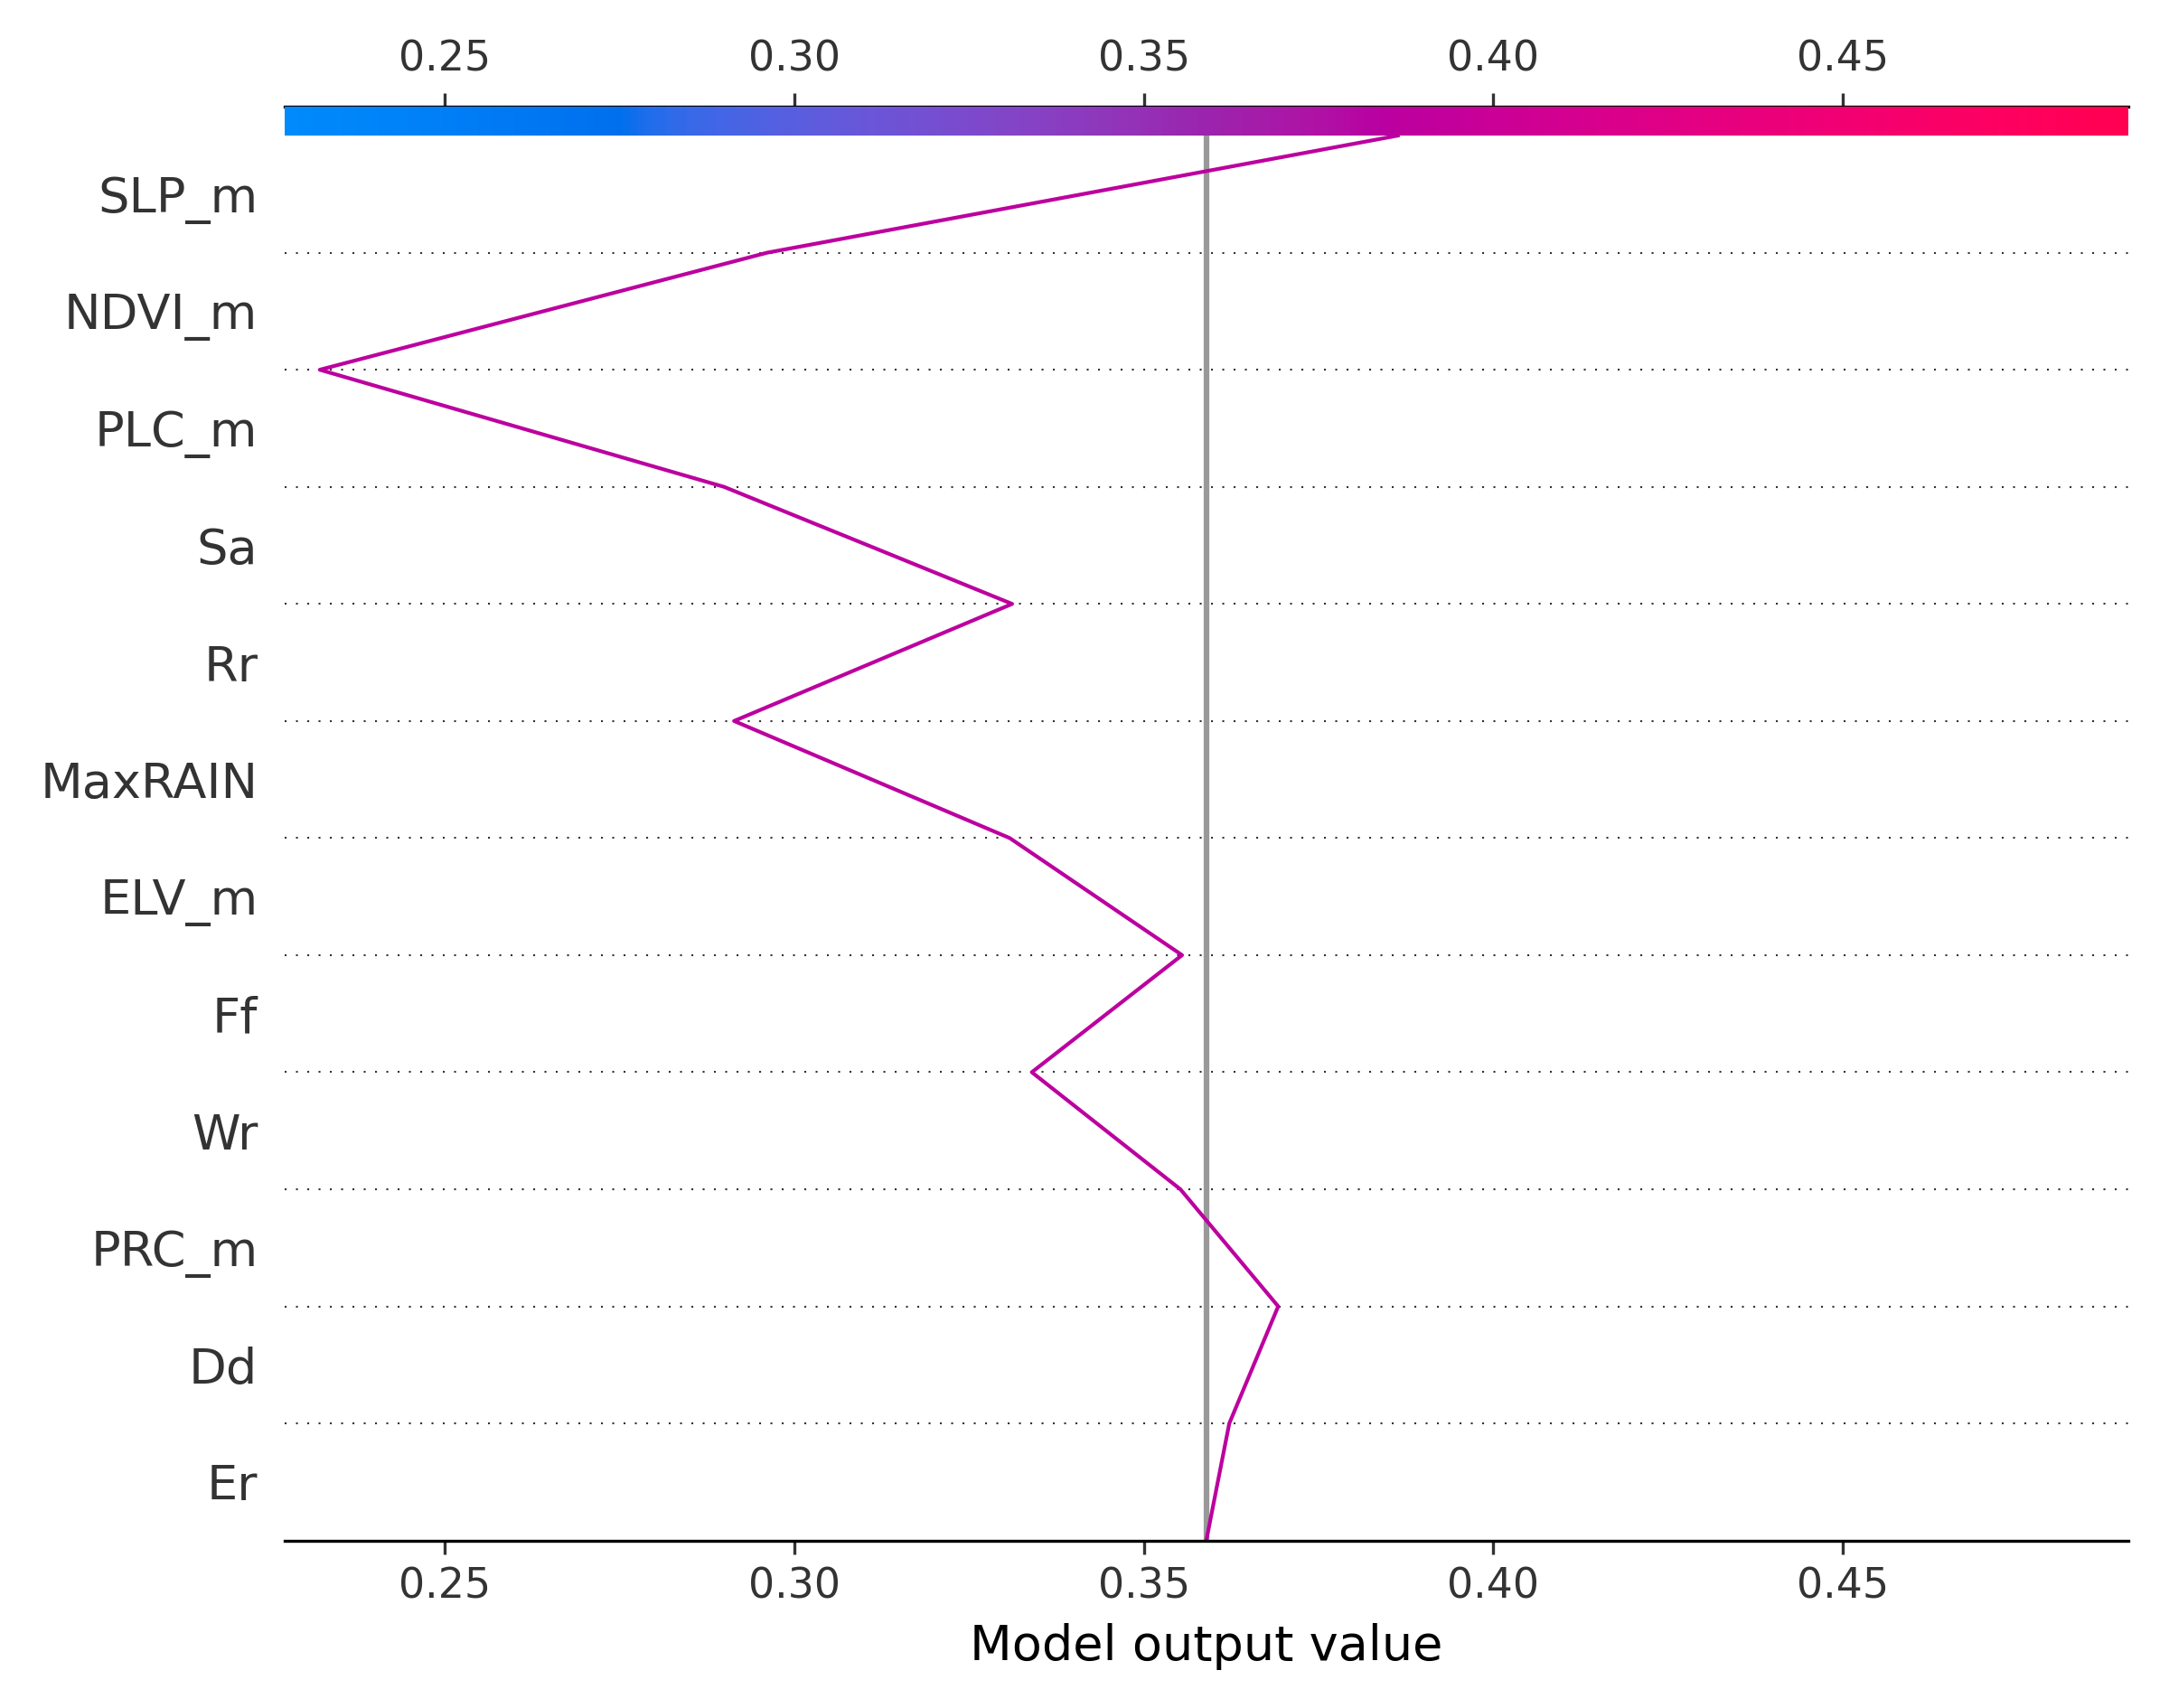 0.25 0.30 0.35 0.40 0.45
SLP_m
NDVI_m
PLC_m
Sa
Rr
MaxRAIN
ELV_m
Ff
Wr
PRC_m
Dd
Er
0.25 0.30 0.35 0.40 0.45
Model output value